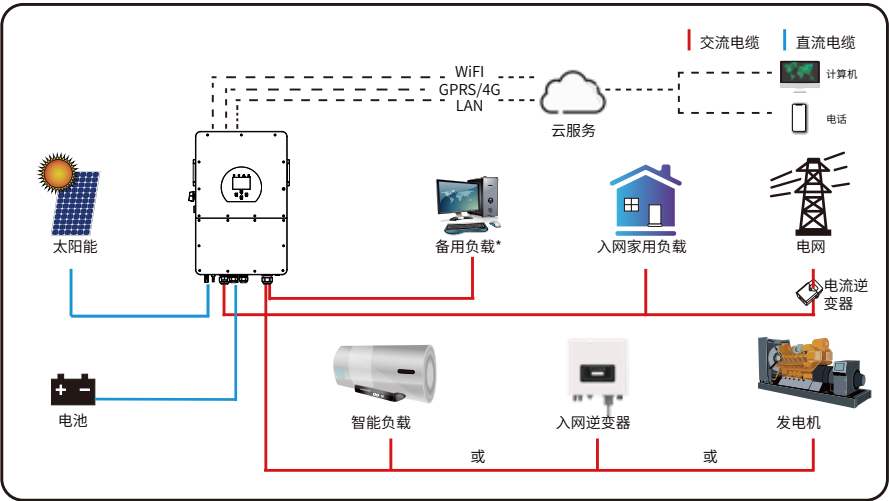 交流电缆
直流电缆
WiFI
GPRS/4G
LAN
云服务
计算机
电话
太阳能
备用负载*
入网家用负载
电网
电流逆
变器
电池
智能负载
入网逆变器
发电机
或
或